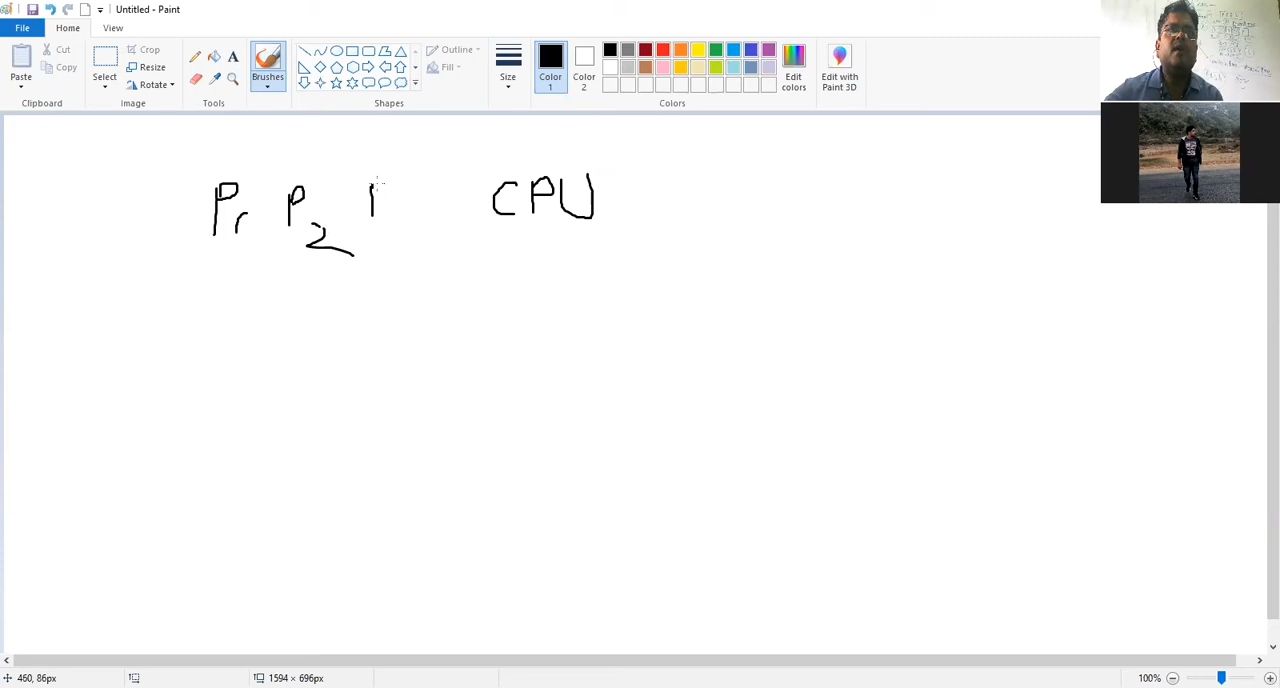 Untitled - Paint
File Home View
Paste
Cut
Copy
Clipboard
Select
Crop
Resize
Rotate
Image
Tools
Brushes
Shapes
Outline
Fill
Size
Color 1
Color 2
Colors
Edit colors
Edit with Paint 3D
P1 P2 CPU
460, 86px
1594 × 696px
100%